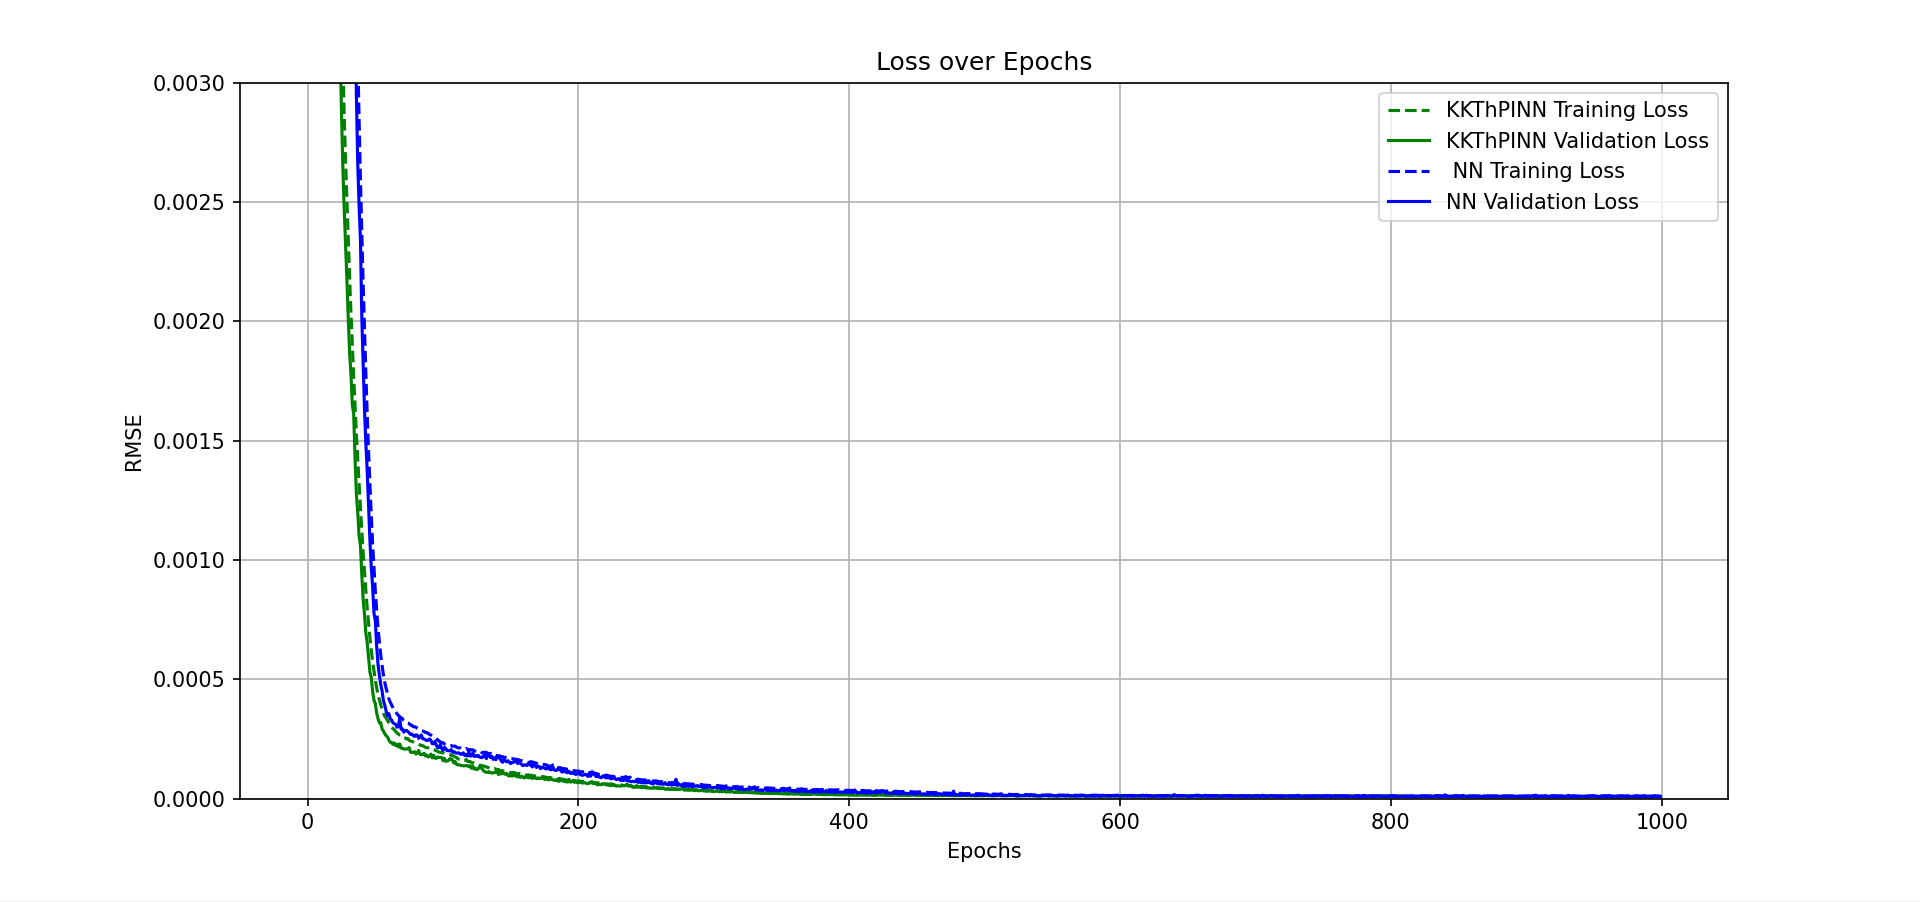 Loss over Epochs
0.0030
0.0025
0.0020
0.0015
0.0010
0.0005
0.0000
RMSE
KKThPINN Training Loss
KKThPINN Validation Loss
NN Training Loss
NN Validation Loss
0 200 400 600 800 1000
Epochs